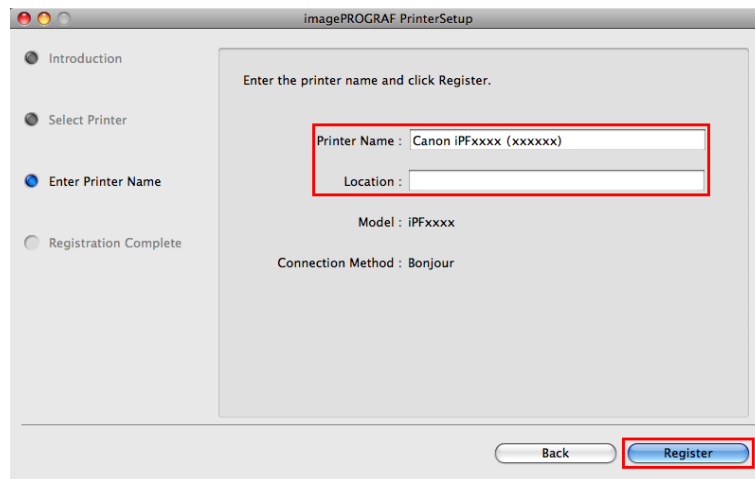 imagePROGRAF PrinterSetup
Introduction
Select Printer
Enter Printer Name
Registration Complete
Enter the printer name and click Register.
Printer Name : Canon iPFxxxx (xxxxxx)
Location :
Model : iPFxxxx
Connection Method : Bonjour
Back
Register